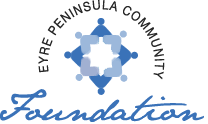 EYRE PENINSULA COMMUNITY
Foundation